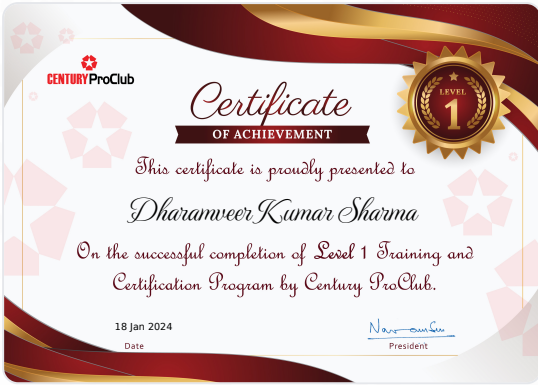 CENTURY ProClub
LEVEL
1
Certificate
OF ACHIEVEMENT
This certificate is proudly presented to
Dharamveer Kumar Sharma
On the successful completion of Level 1 Training and
Certification Program by Century ProClub.
18 Jan 2024
Date
President